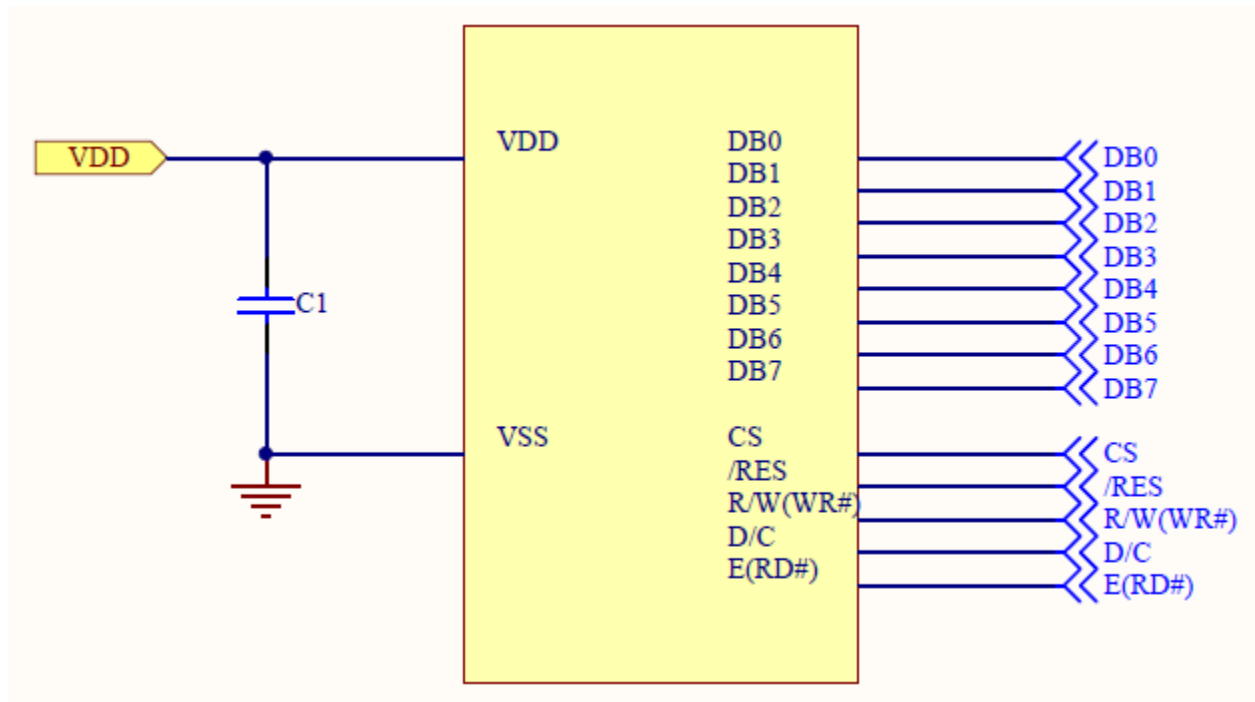 VDD
C1
VDD
VSS
DB0
DB1
DB2
DB3
DB4
DB5
DB6
DB7
CS
/RES
R/W(WR#)
D/C
E(RD#)
DB0
DB1
DB2
DB3
DB4
DB5
DB6
DB7
CS
/RES
R/W(WR#)
D/C
E(RD#)